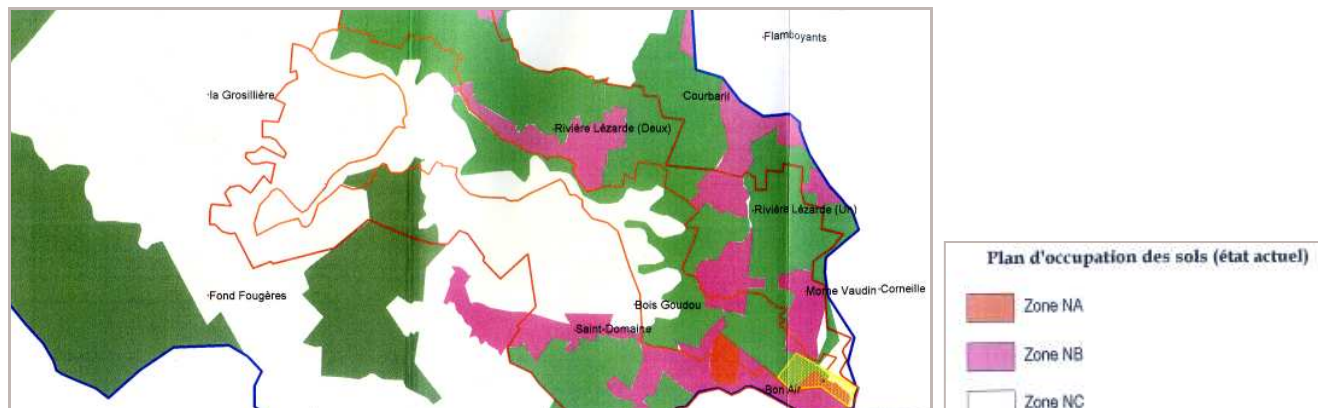 Flamboyants
la Grosillière
Courbaril
Rivière Lézarde (Deux)
Rivière Lézarde (Un)
Fond Fougères
Bois Goudou
Morne Vaudin
Corneille
Saint-Domaine
Bon Air
Plan d'occupation des sols (état actuel)
Zone NA
Zone NB
Zone NC